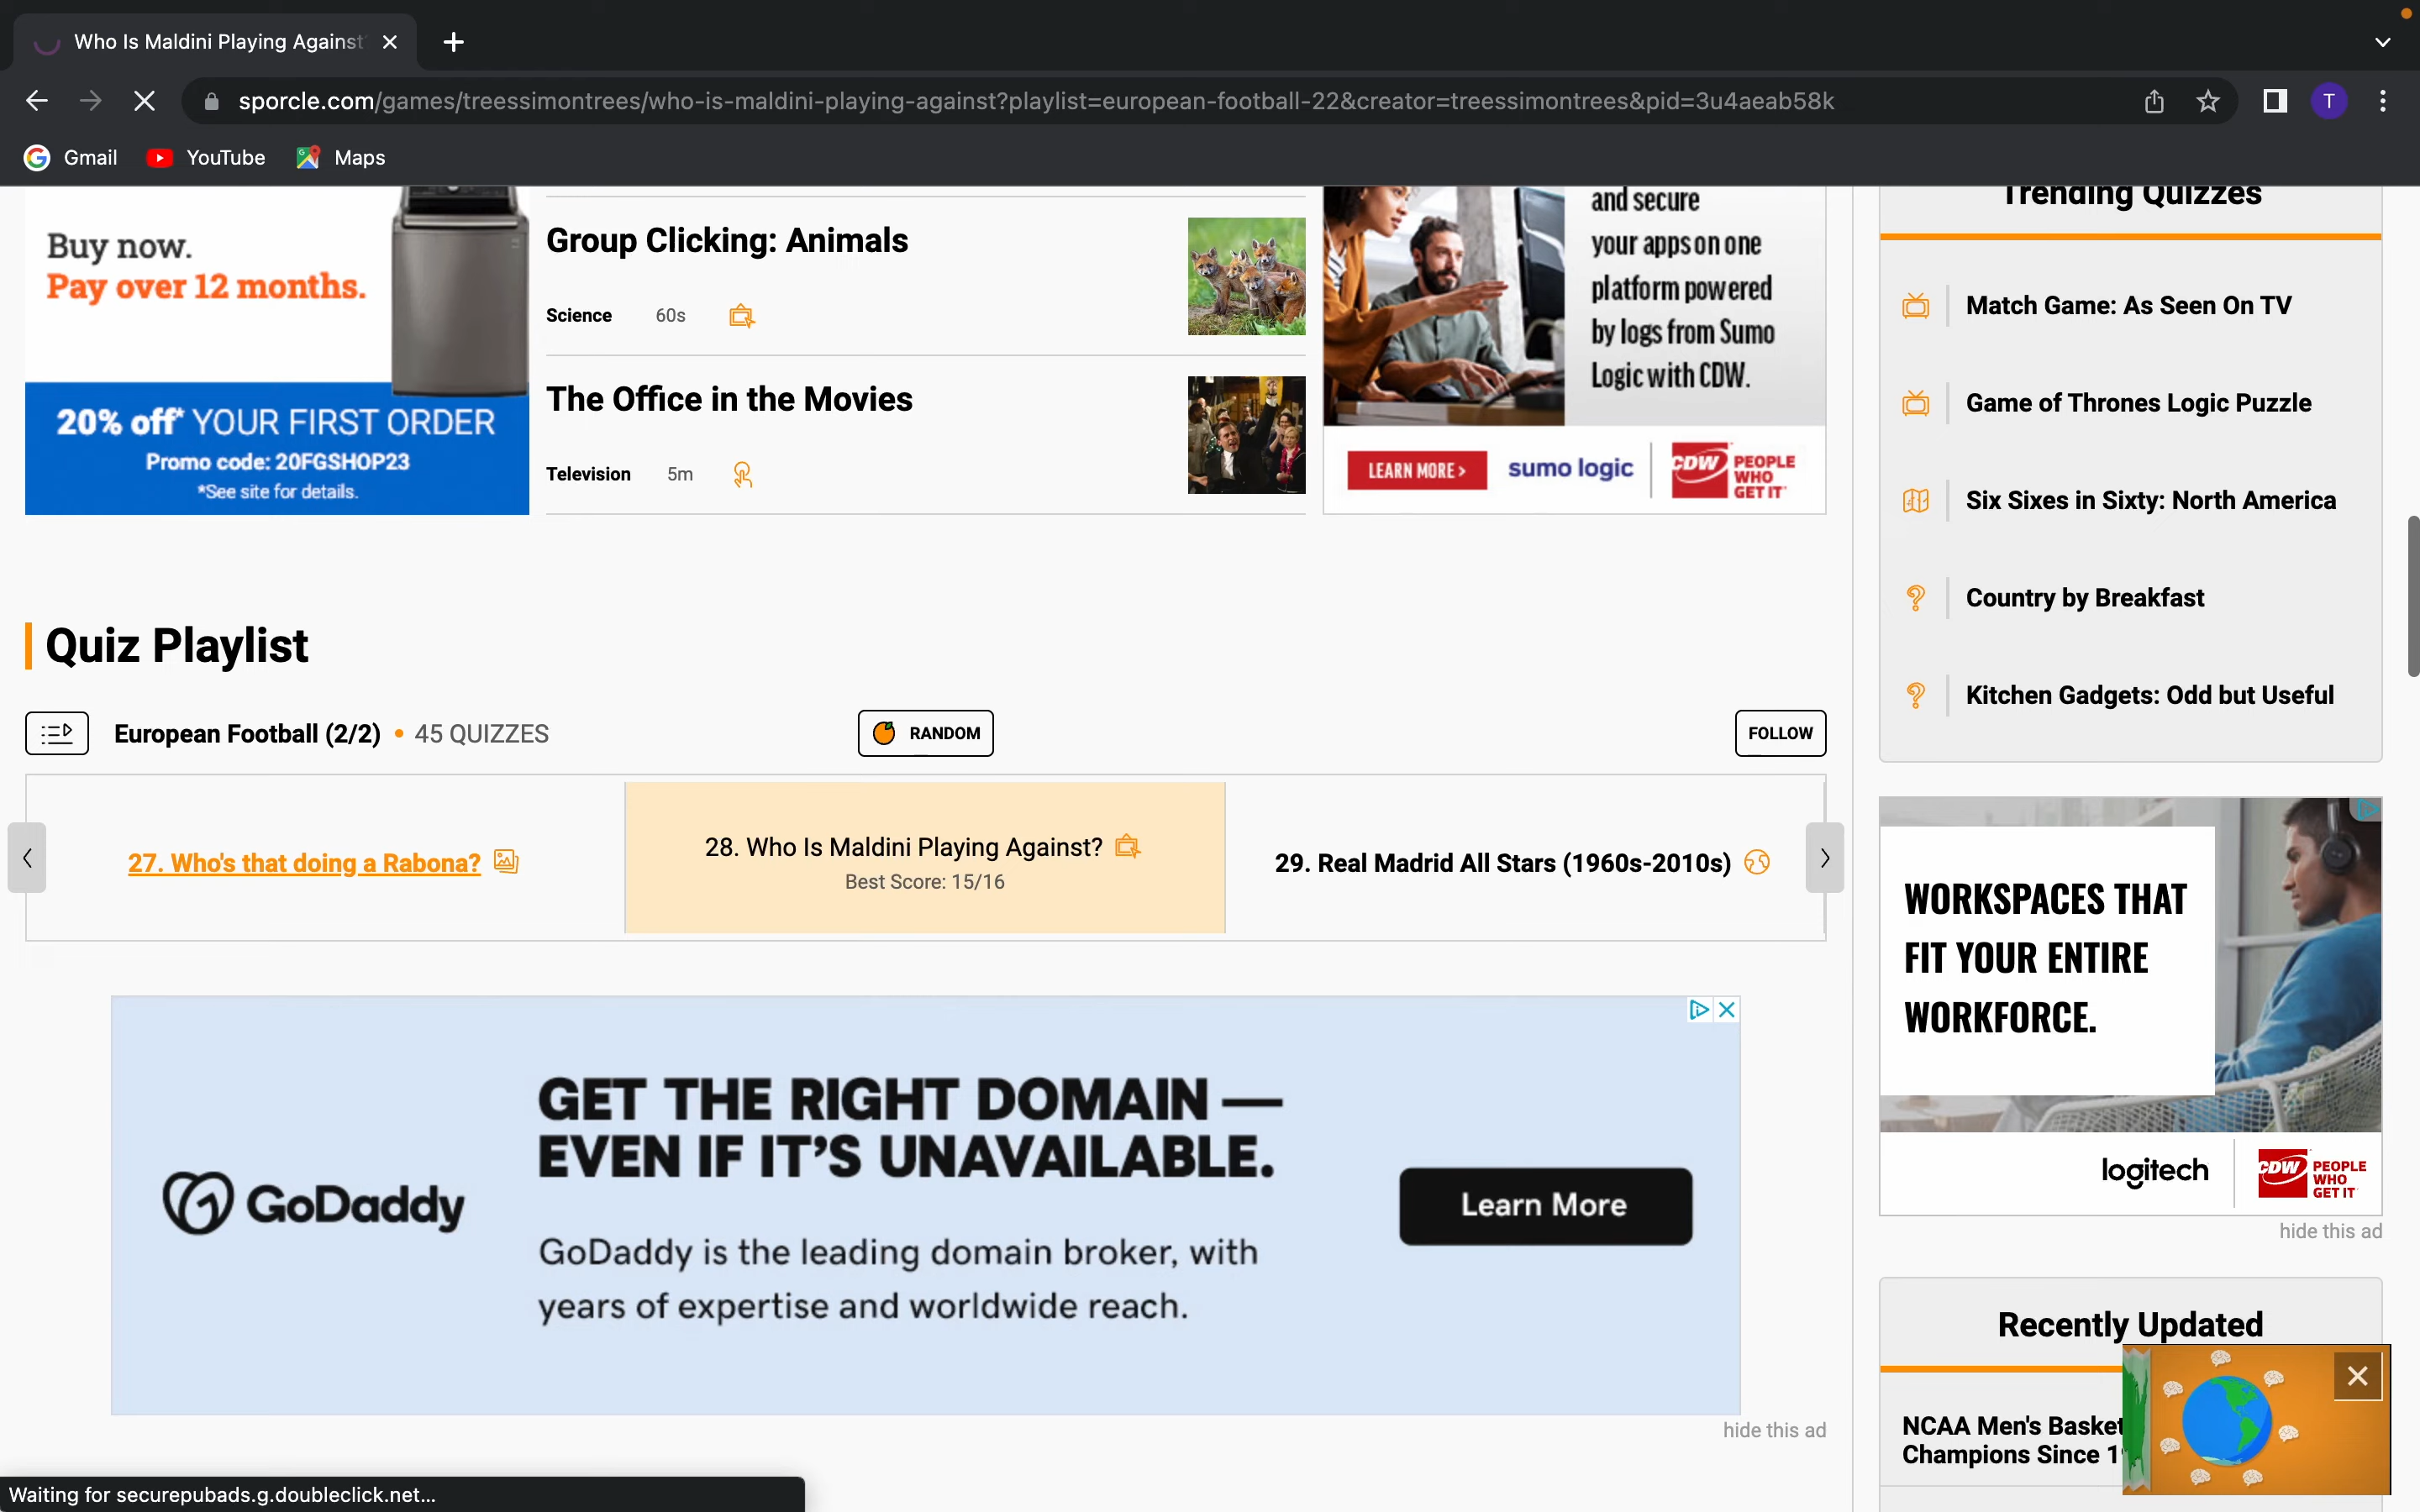 Who Is Maldini Playing Against
sporcle.com/games/treessimontrees/who-is-maldini-playing-against?playlist=european-football-22&creator=treessimontrees&pid=3u4aeab58k
T
Gmail
YouTube
Maps
Buy now.
Pay over 12 months.
20% off* YOUR FIRST ORDER
Promo code: 20FGSHOP23
*See site for details.
Group Clicking: Animals
Science 60s
The Office in the Movies
Television 5m
and secure
your apps on one
platform powered
by logs from Sumo
Logic with CDW.
LEARN MORE >
sumo logic
CDW PEOPLE
WHO
GET IT
Trending Quizzes
Match Game: As Seen On TV
Game of Thrones Logic Puzzle
Six Sixes in Sixty: North America
Country by Breakfast
Kitchen Gadgets: Odd but Useful
Quiz Playlist
European Football (2/2) • 45 QUIZZES
RANDOM
FOLLOW
27. Who's that doing a Rabona?
28. Who Is Maldini Playing Against?
Best Score: 15/16
29. Real Madrid All Stars (1960s-2010s)
GoDaddy
GET THE RIGHT DOMAIN —
EVEN IF IT'S UNAVAILABLE.
GoDaddy is the leading domain broker, with
years of expertise and worldwide reach.
Learn More
hide this ad
WORKSPACES THAT
FIT YOUR ENTIRE
WORKFORCE.
logitech
CDW PEOPLE
WHO
GET IT
hide this ad
Recently Updated
NCAA Men's Basket
Champions Since 1
Waiting for securepubads.g.doubleclick.net...